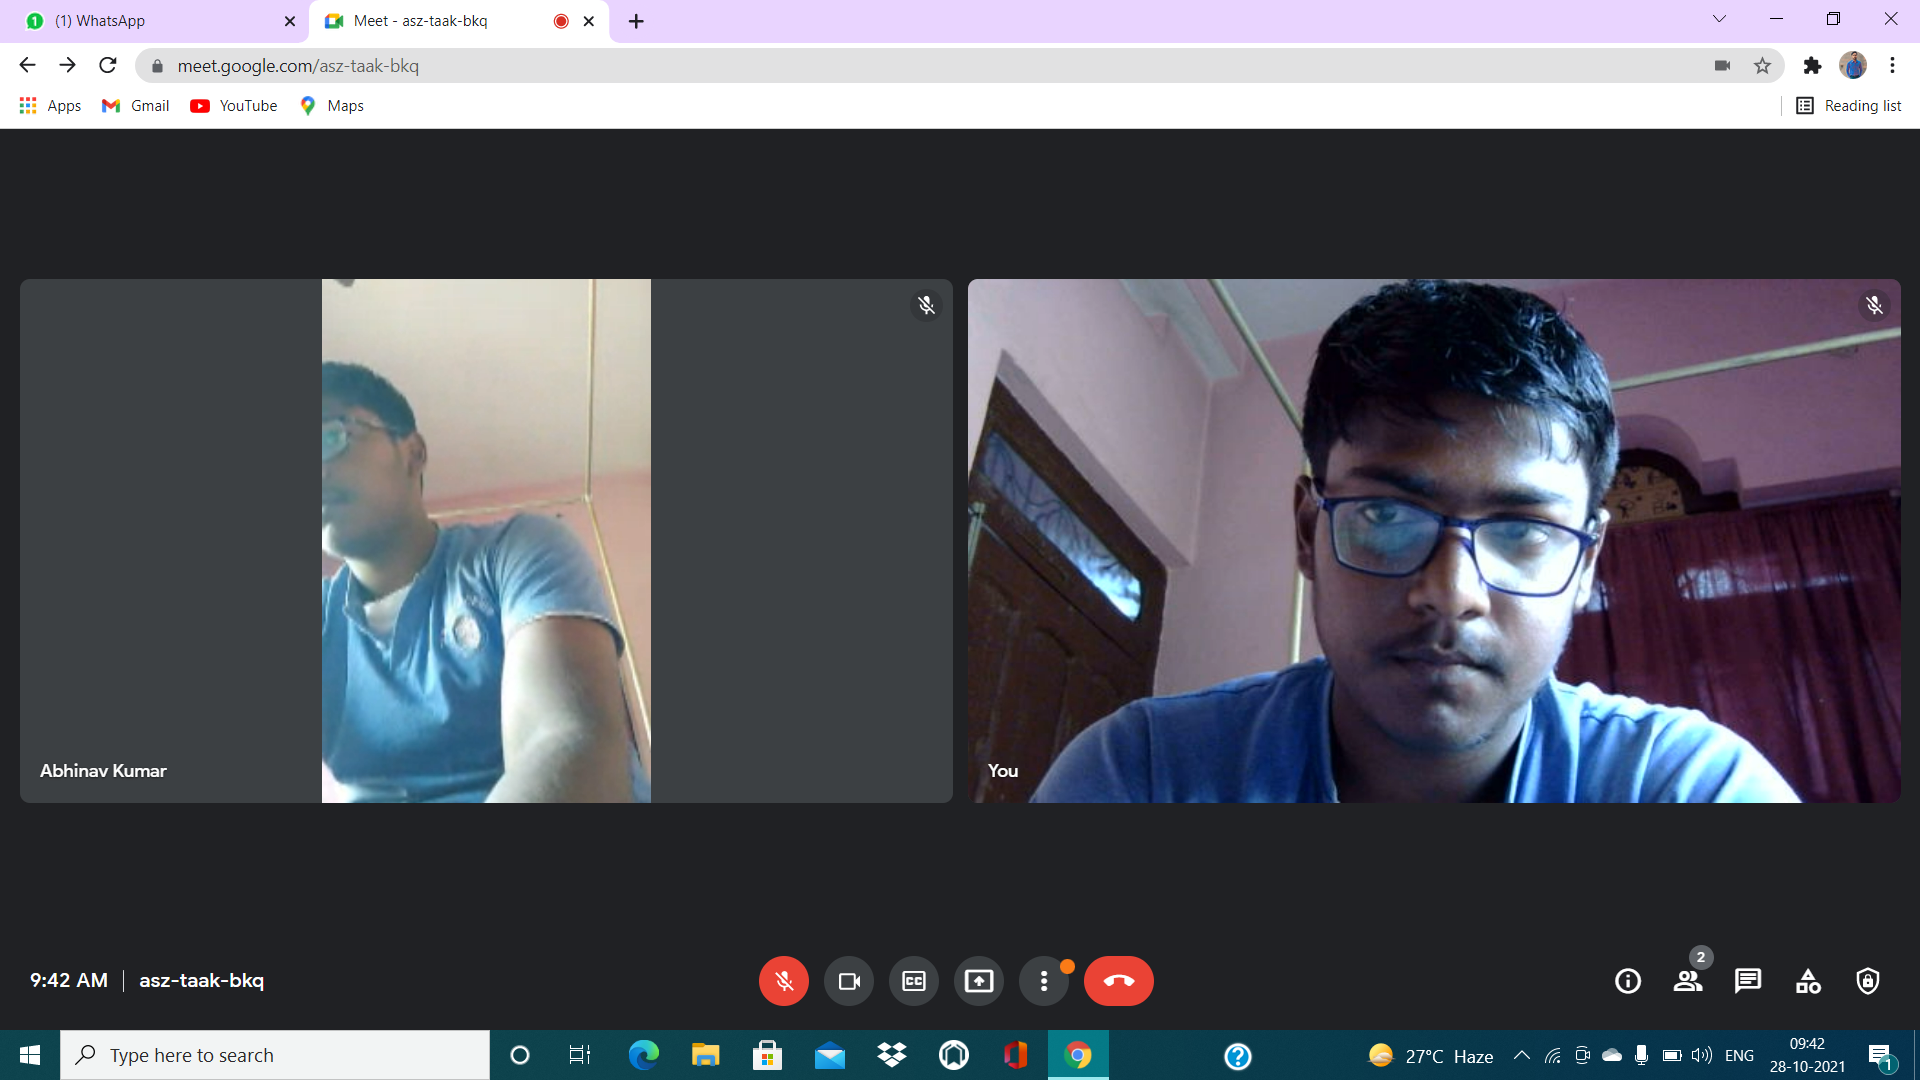 (1) WhatsApp
Meet - asz-taak-bkq
meet.google.com/asz-taak-bkq
Apps
Gmail
YouTube
Maps
Reading list
Abhinav Kumar
You
9:42 AM
asz-taak-bkq
CC
2
Type here to search
27°C Haze
ENG
09:42
28-10-2021
1